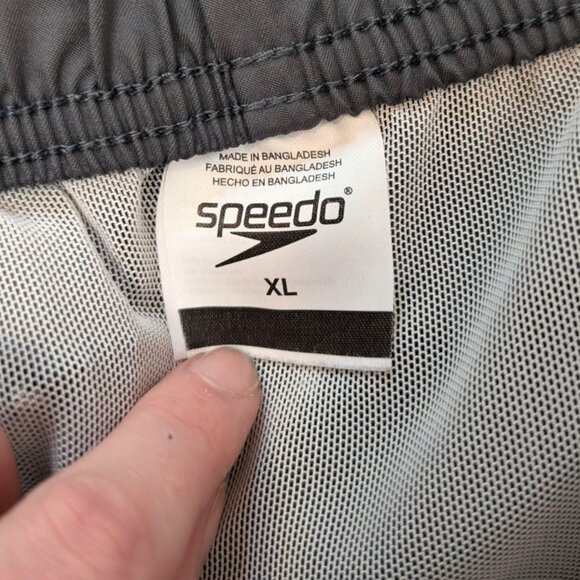 MADE IN BANGLADESH
FABRIQUÉ AU BANGLADESH
HECHO EN BANGLADESH
speedo®
XL